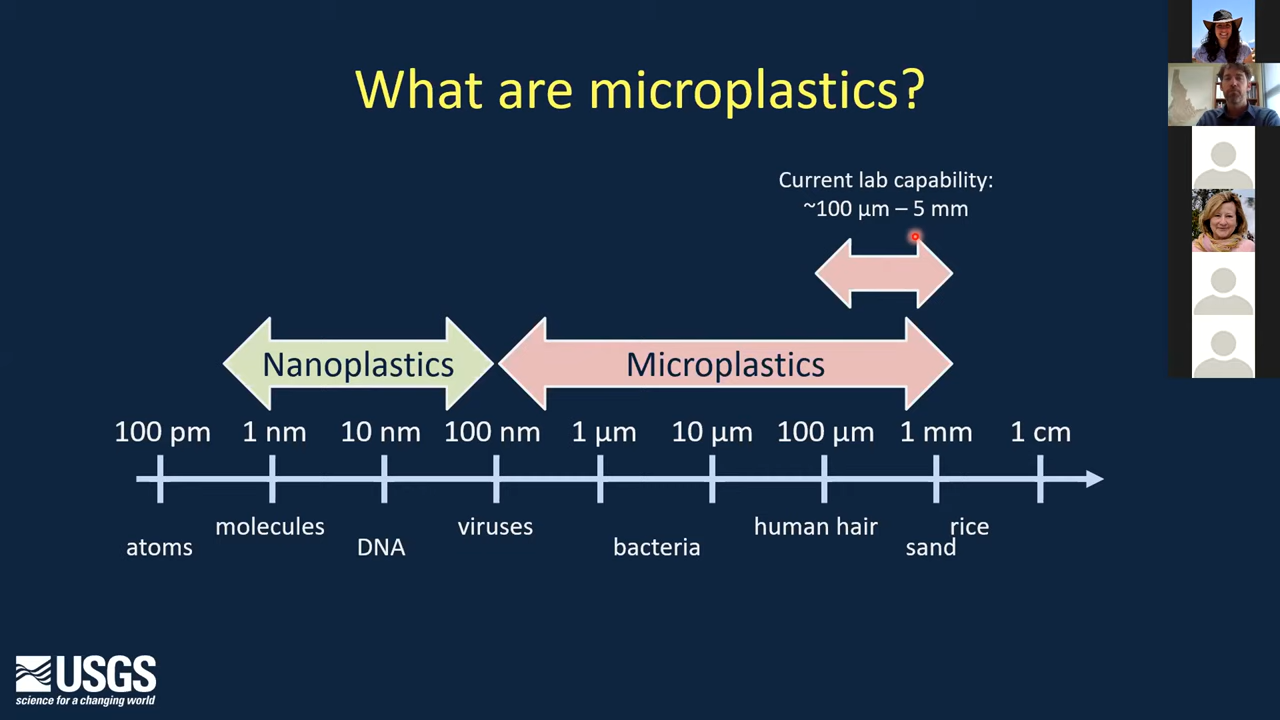 What are microplastics?
Current lab capability:
~100 µm – 5 mm
Nanoplastics
Microplastics
100 pm
1 nm
10 nm
100 nm
1 µm
10 µm
100 µm
1 mm
1 cm
atoms
molecules
DNA
viruses
bacteria
human hair
sand
rice
USGS
science for a changing world